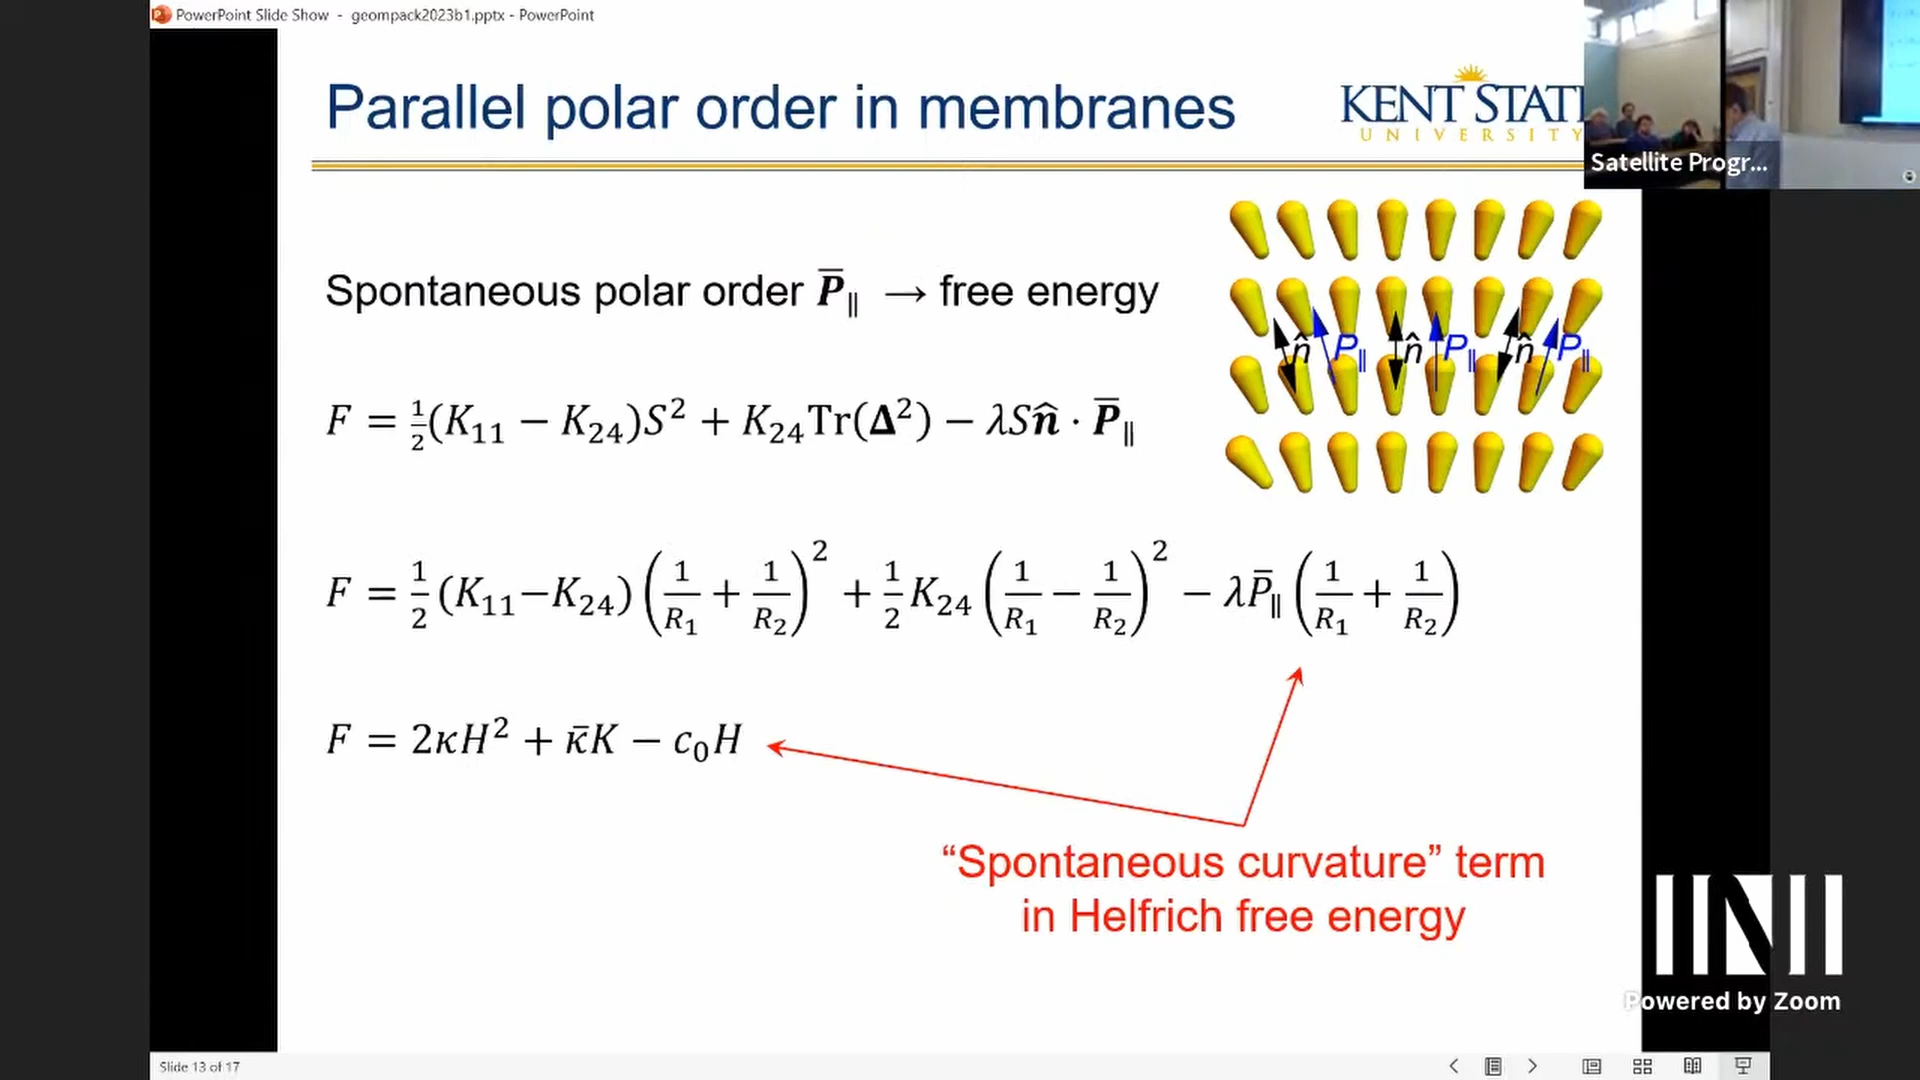 PowerPoint Slide Show - geompack2023b1.pptx - PowerPoint
Parallel polar order in membranes
KENT STAT
UNIVERSITY
Satellite Progr...
Spontaneous polar order P̅∥ → free energy
n̂ P∥ n̂ P∥ n̂ P∥
F = ½(K₁₁ − K₂₄)S² + K₂₄Tr(Δ²) − λSn̂ · P̅∥
F = 1/2 (K₁₁−K₂₄) (1/R₁ + 1/R₂)² + 1/2 K₂₄ (1/R₁ − 1/R₂)² − λP̅∥ (1/R₁ + 1/R₂)
F = 2κH² + κ̅K − c₀H
“Spontaneous curvature” term
in Helfrich free energy
Powered by Zoom
Slide 13 of 17